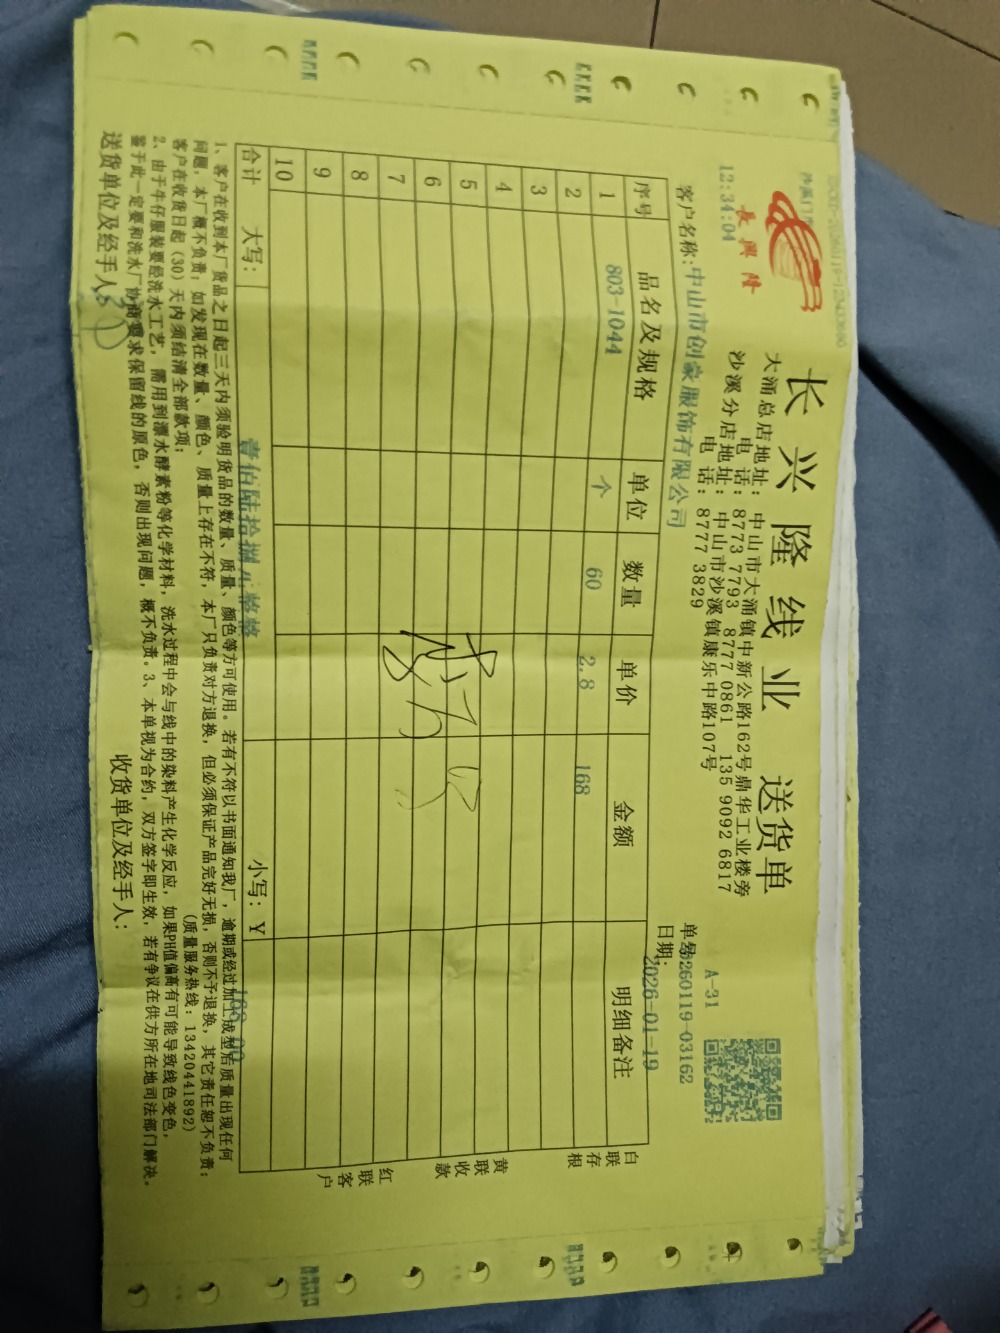 长兴隆线业 送货单
長興隆
大涌总店地址：中山市大涌镇中新公路162号鼎华工业楼旁
电 话：8773 7793 8777 0861 135 9092 6817
沙溪分店地址：中山市沙溪镇康乐中路107号
电 话：8777 3829
A-31
12:34:04
单号 260119-03162
客户名称：中山市创家服饰有限公司
日期：2026-01-19
序号 品名及规格 单位 数量 单价 金额 明细备注
1 803-1044 个 60 2.8 168
2
3
4
5
6
7
8
9
10
合计 大写： 壹佰陆拾捌元整 小写：Y 168.00
白联存根
黄联收款
红联客户
1、客户在收到本厂货品之日起三天内须验明货品的数量、质量、颜色等方可使用。若有不符以书面通知我厂，逾期或经过加工成型后质量出现任何
问题，本厂概不负责；如发现在数量、颜色、质量上存在不符，本厂只负责对方退换，但必须保证产品完好无损，否则不予退换，其它责任恕不负责；
客户在收货日起（30）天内须结清全部款项； （质量服务热线：13420441892）
2、由于牛仔服装要经洗水工艺，需用到漂水酵素粉等化学材料，洗水过程中会与线中的染料产生化学反应，如果PH值偏高有可能导致线色变色，
鉴于此一定要和洗水厂协商要求保留线的原色，否则出现问题，概不负责。3、本单视为合约，双方签字即生效，若有争议在供方所在地司法部门解决。
送货单位及经手人： 收货单位及经手人：